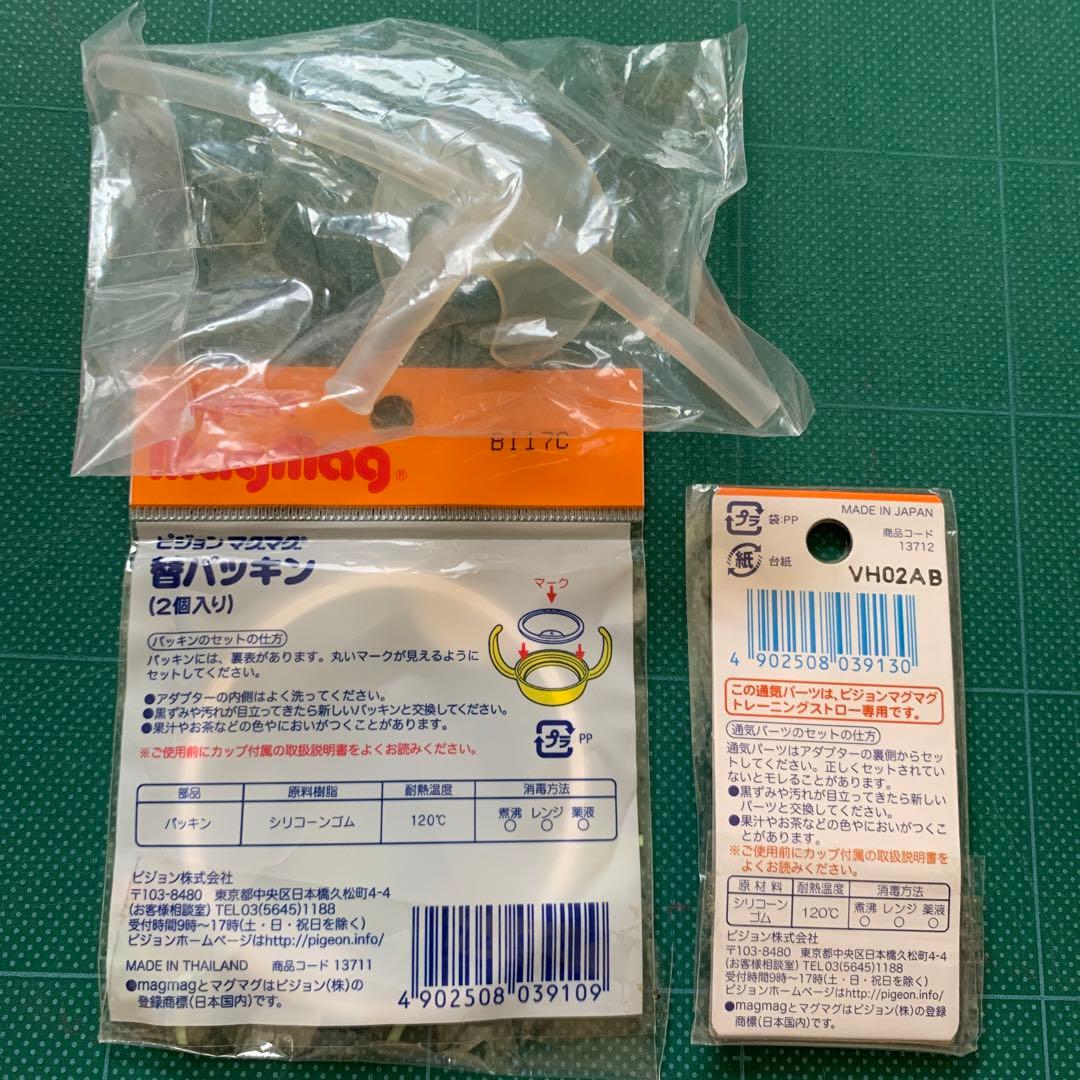 magmag®
BI17C
ピジョン マグマグ
替パッキン
(2個入り)
パッキンのセットの仕方
パッキンには、裏表があります。丸いマークが見えるように
セットしてください。
●アダプターの内側はよく洗ってください。
●黒ずみや汚れが目立ってきたら新しいパッキンと交換してください。
●果汁やお茶などの色やにおいがつくことがあります。
※ご使用前にカップ付属の取扱説明書をよくお読みください。
マーク
プラ PP
部品 原料樹脂 耐熱温度 消毒方法
パッキン シリコーンゴム 120℃ 煮沸 レンジ 薬液
○ ○ ○
ピジョン株式会社
〒103-8480 東京都中央区日本橋久松町4-4
(お客様相談室) TEL03(5645)1188
受付時間9時〜17時(土・日・祝日を除く)
ピジョンホームページはhttp://pigeon.info/
MADE IN THAILAND 商品コード 13711
●magmagとマグマグはピジョン(株)の
登録商標(日本国内)です。
4 902508 039109
プラ 袋:PP
紙 台紙
MADE IN JAPAN
商品コード
13712
VH02AB
4 902508 039130
この通気パーツは、ピジョンマグマグ
トレーニングストロー専用です。
通気パーツのセットの仕方
通気パーツはアダプターの裏側からセッ
トしてください。正しくセットされてい
ないとモレることがあります。
●黒ずみや汚れが目立ってきたら新しい
パーツと交換してください。
●果汁やお茶などの色やにおいがつくこ
とがあります。
※ご使用前にカップ付属の取扱説明書を
よくお読みください。
原材料 耐熱温度 消毒方法
シリコーン
ゴム 120℃ 煮沸 レンジ 薬液
○ ○ ○
ピジョン株式会社
〒103-8480 東京都中央区日本橋久松町4-4
(お客様相談室) TEL03(5645)1188
受付時間9時〜17時(土・日・祝日を除く)
ピジョンホームページはhttp://pigeon.info/
●magmagとマグマグはピジョン(株)の登録
商標(日本国内)です。